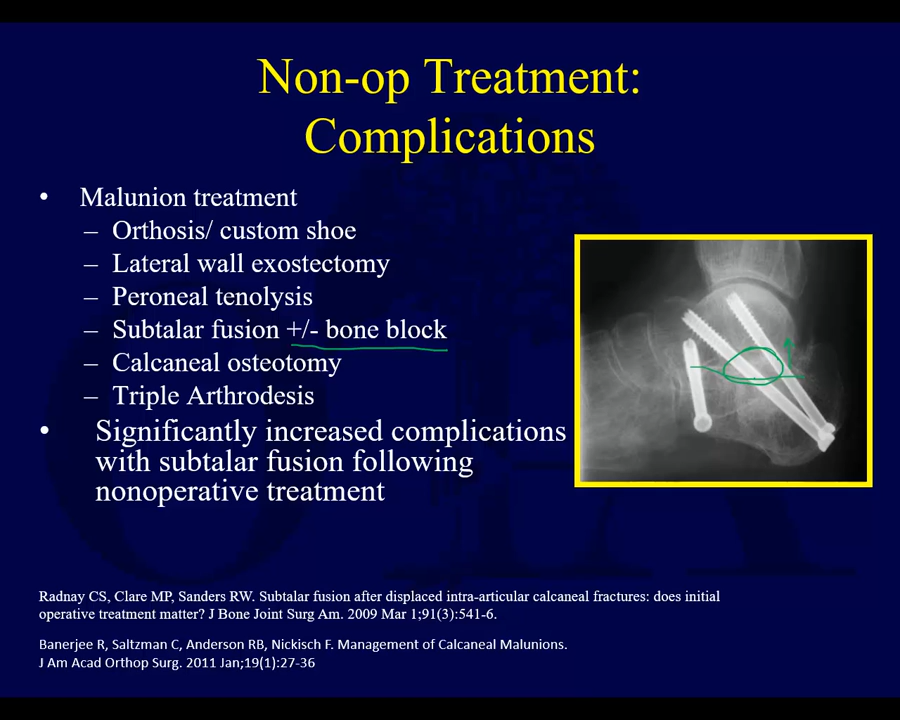 Non-op Treatment:
Complications
• Malunion treatment
– Orthosis/ custom shoe
– Lateral wall exostectomy
– Peroneal tenolysis
– Subtalar fusion +/- bone block
– Calcaneal osteotomy
– Triple Arthrodesis
• Significantly increased complications
with subtalar fusion following
nonoperative treatment
Radnay CS, Clare MP, Sanders RW. Subtalar fusion after displaced intra-articular calcaneal fractures: does initial
operative treatment matter? J Bone Joint Surg Am. 2009 Mar 1;91(3):541-6.
Banerjee R, Saltzman C, Anderson RB, Nickisch F. Management of Calcaneal Malunions.
J Am Acad Orthop Surg. 2011 Jan;19(1):27-36